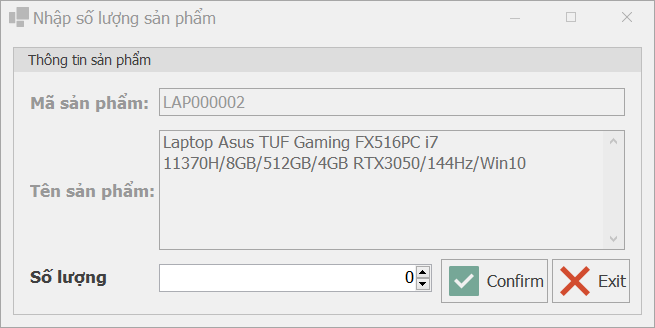 Nhập số lượng sản phẩm
Thông tin sản phẩm
Mã sản phẩm: LAP000002
Laptop Asus TUF Gaming FX516PC i7
11370H/8GB/512GB/4GB RTX3050/144Hz/Win10
Tên sản phẩm:
Số lượng 0 Confirm Exit